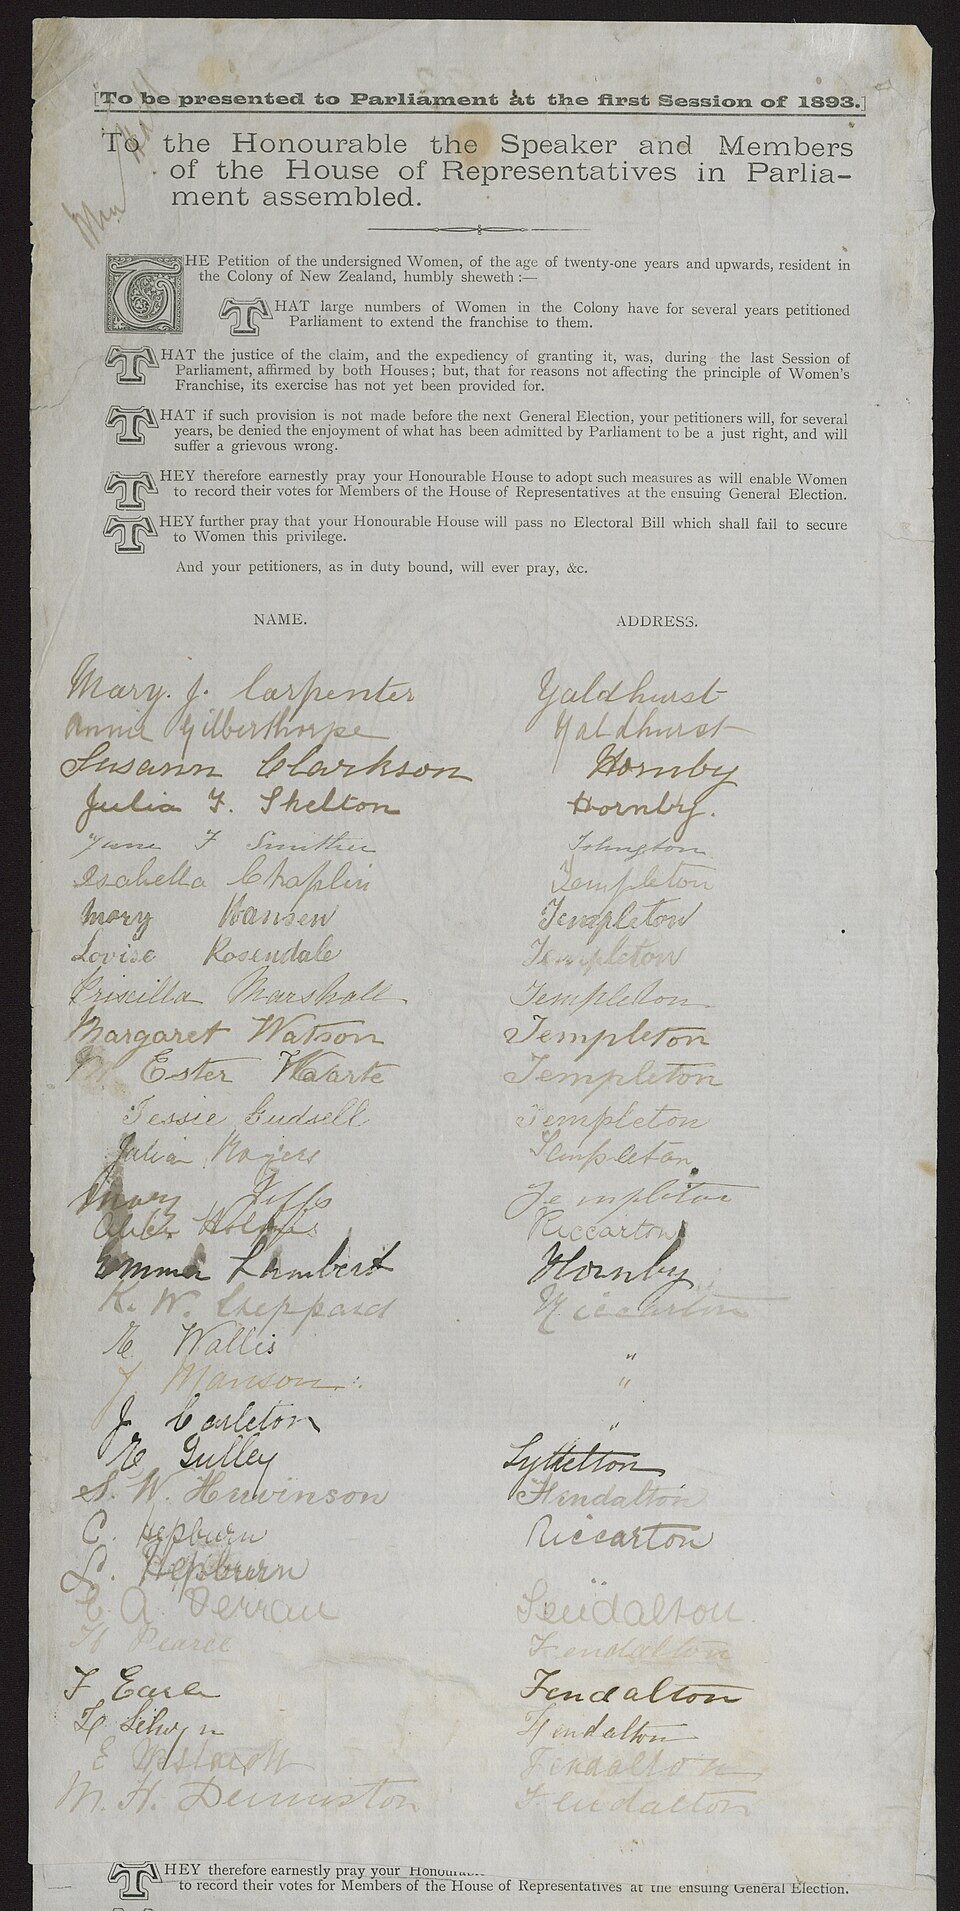 [To be presented to Parliament at the first Session of 1893.]
To the Honourable the Speaker and Members
of the House of Representatives in Parlia-
ment assembled.
THE Petition of the undersigned Women, of the age of twenty-one years and upwards, resident in
the Colony of New Zealand, humbly sheweth :—
THAT large numbers of Women in the Colony have for several years petitioned
Parliament to extend the franchise to them.
THAT the justice of the claim, and the expediency of granting it, was, during the last Session of
Parliament, affirmed by both Houses; but, that for reasons not affecting the principle of Women's
Franchise, its exercise has not yet been provided for.
THAT if such provision is not made before the next General Election, your petitioners will, for several
years, be denied the enjoyment of what has been admitted by Parliament to be a just right, and will
suffer a grievous wrong.
THEY therefore earnestly pray your Honourable House to adopt such measures as will enable Women
to record their votes for Members of the House of Representatives at the ensuing General Election.
THEY further pray that your Honourable House will pass no Electoral Bill which shall fail to secure
to Women this privilege.
And your petitioners, as in duty bound, will ever pray, &c.
NAME. ADDRESS.
Mary. J. Carpenter Yaldhurst
Annie Gilberthorpe Yaldhurst
Susann Clarkson Hornby
Julia F. Shelton Hornby.
Jane F
Isabella Chaplin Templeton
Mary Hansen Templeton
Louise Rosendale Templeton
Priscilla Marshall Templeton
Margaret Watson Templeton
Ester Templeton
Jessie Gudsell Templeton
Julia Rogers Templeton
Mary Jiffs Templeton
Riccarton
Emma Lambert Hornby
K. W. Sheppard Riccarton
E Wallis "
J Manson "
J Carleton "
E Gulley Lyttelton
S. W. Fendalton
C. Hepburn Riccarton
L. Hepburn "
E A. Fendalton
H Pearce Fendalton
F Earle Fendalton
Selwyn Fendalton
E Fendalton
M. H. Denniston Fendalton
THEY therefore earnestly pray your
to record their votes for Members of the House of Representatives at the ensuing General Election.